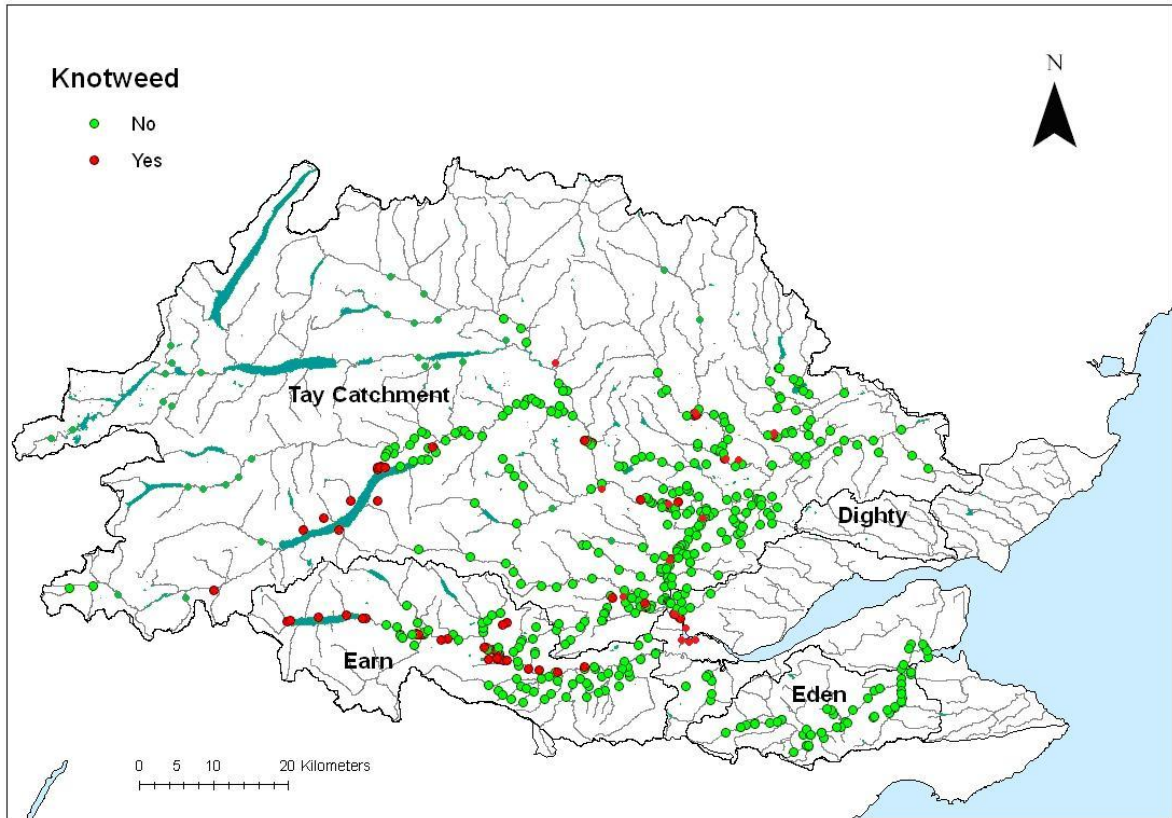 Knotweed
No
Yes
N
Tay Catchment
Dighty
Earn
Eden
0 5 10 20 Kilometers